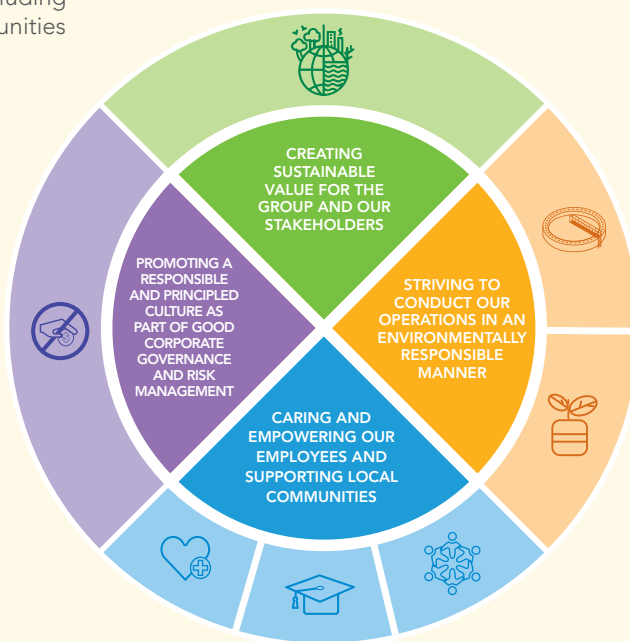 unities
CREATING
SUSTAINABLE
VALUE FOR THE
GROUP AND OUR
STAKEHOLDERS
PROMOTING A
RESPONSIBLE
AND PRINCIPLED
CULTURE AS
PART OF GOOD
CORPORATE
GOVERNANCE
AND RISK
MANAGEMENT
STRIVING TO
CONDUCT OUR
OPERATIONS IN AN
ENVIRONMENTALLY
RESPONSIBLE
MANNER
CARING AND
EMPOWERING OUR
EMPLOYEES AND
SUPPORTING LOCAL
COMMUNITIES